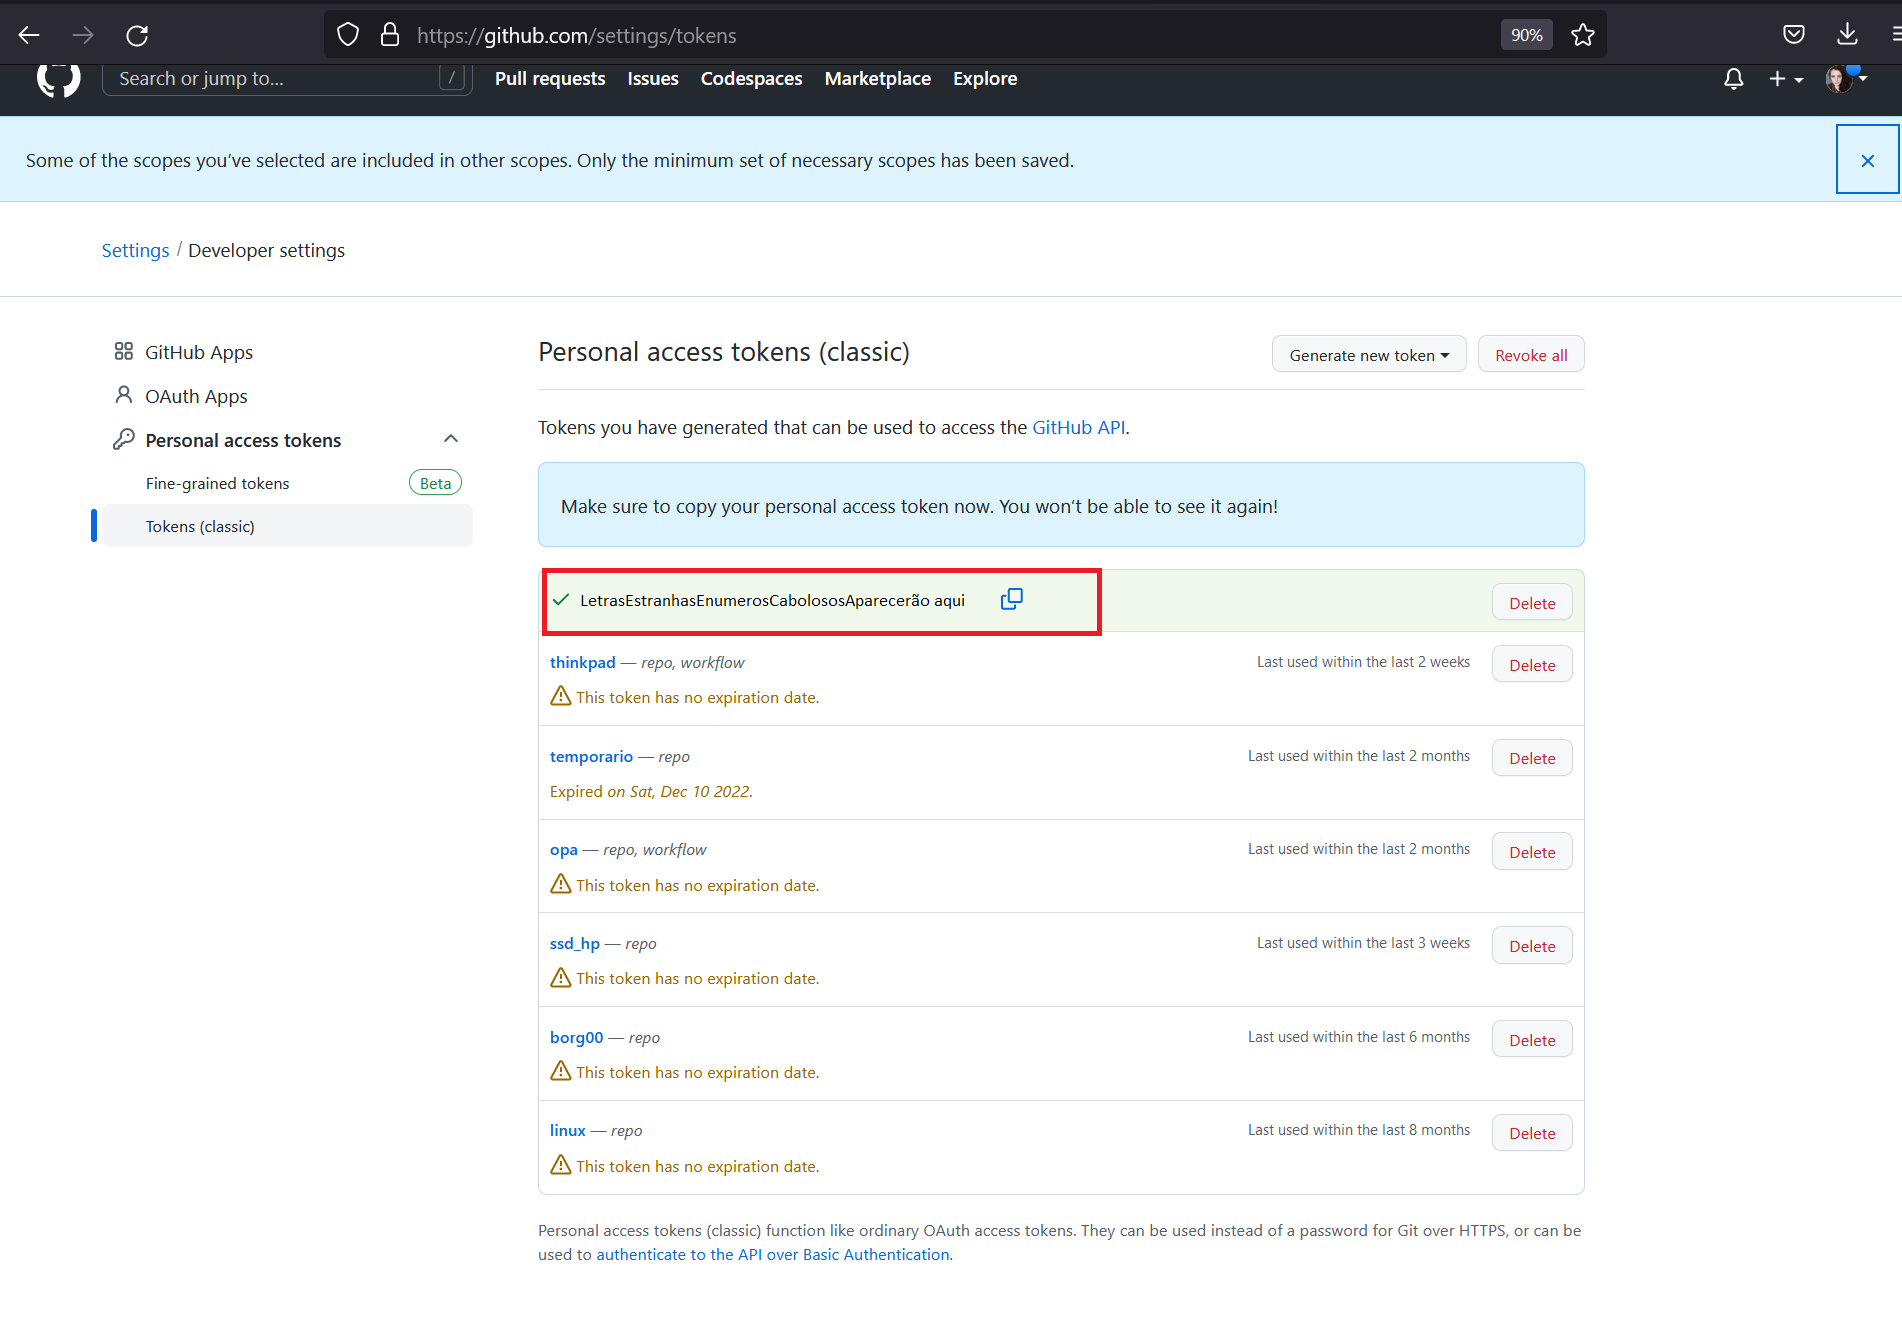 https://github.com/settings/tokens
90%
Search or jump to...
/
Pull requests
Issues
Codespaces
Marketplace
Explore
Some of the scopes you’ve selected are included in other scopes. Only the minimum set of necessary scopes has been saved.
Settings / Developer settings
GitHub Apps
OAuth Apps
Personal access tokens
Fine-grained tokens
Beta
Tokens (classic)
Personal access tokens (classic)
Generate new token
Revoke all
Tokens you have generated that can be used to access the GitHub API.
Make sure to copy your personal access token now. You won’t be able to see it again!
LetrasEstranhasEnumerosCabolososAparecerão aqui
Delete
thinkpad — repo, workflow
Last used within the last 2 weeks
Delete
This token has no expiration date.
temporario — repo
Last used within the last 2 months
Delete
Expired on Sat, Dec 10 2022.
opa — repo, workflow
Last used within the last 2 months
Delete
This token has no expiration date.
ssd_hp — repo
Last used within the last 3 weeks
Delete
This token has no expiration date.
borg00 — repo
Last used within the last 6 months
Delete
This token has no expiration date.
linux — repo
Last used within the last 8 months
Delete
This token has no expiration date.
Personal access tokens (classic) function like ordinary OAuth access tokens. They can be used instead of a password for Git over HTTPS, or can be
used to authenticate to the API over Basic Authentication.